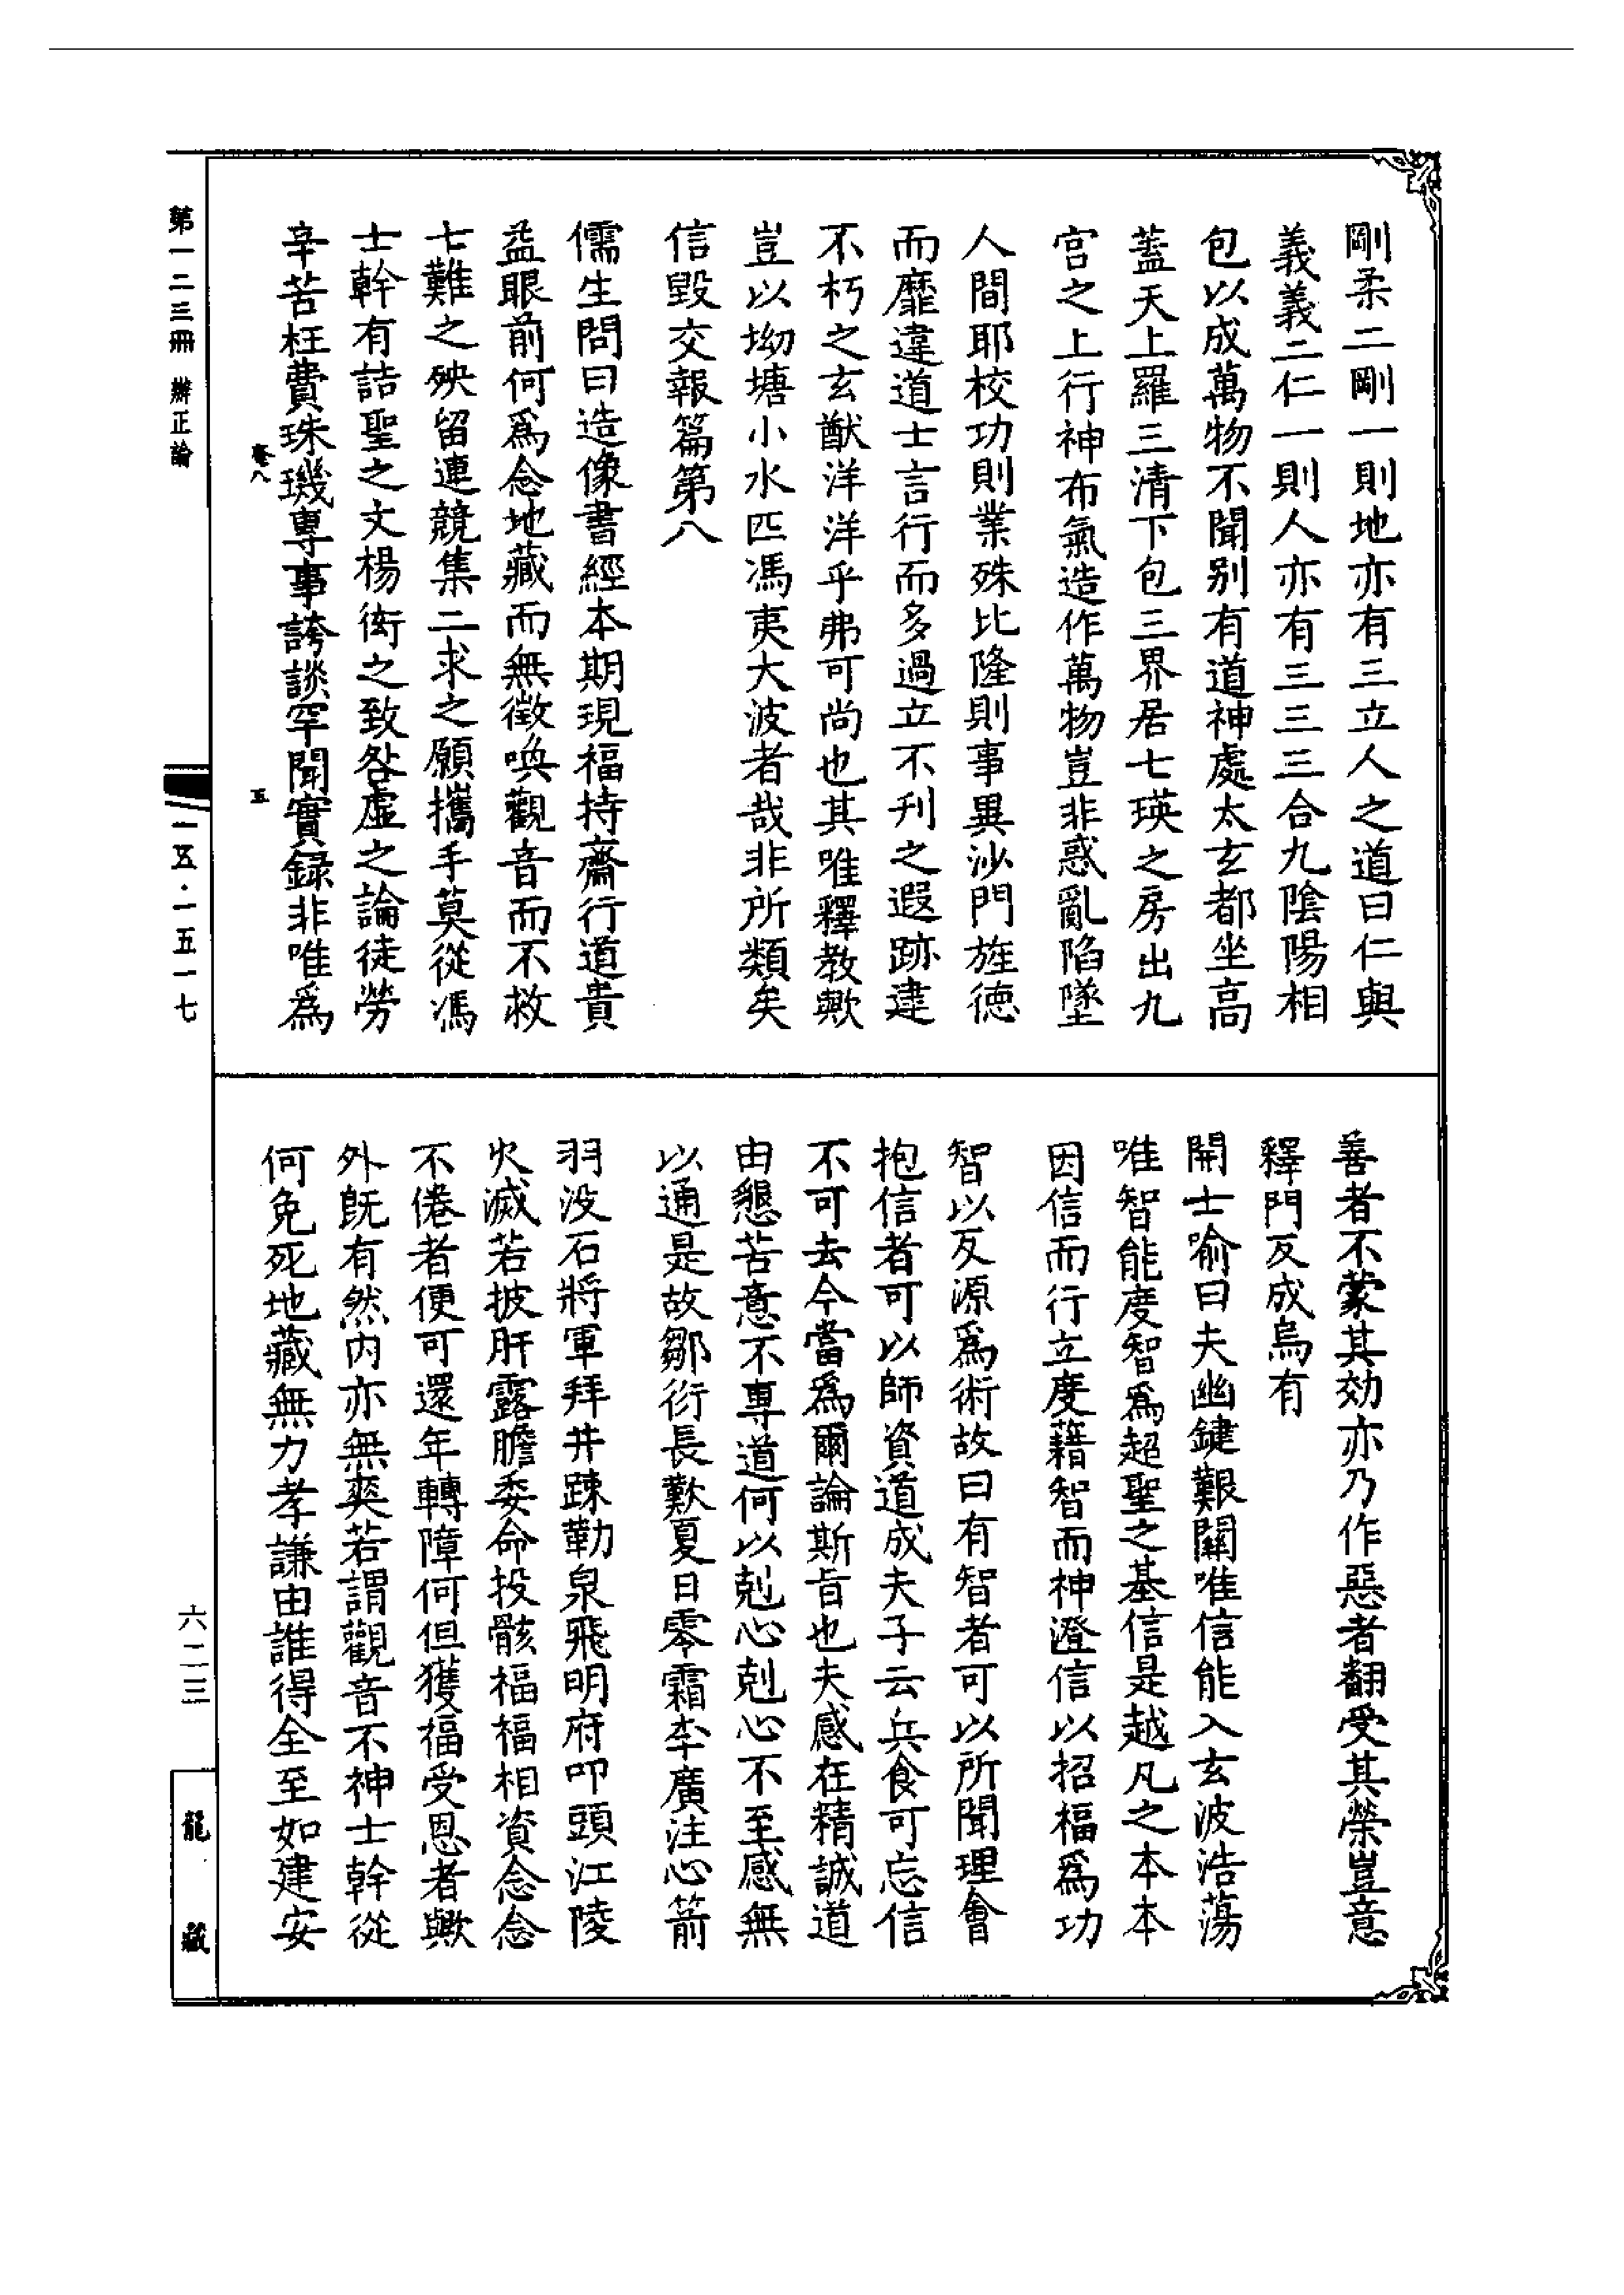 剛柔二剛一則地亦有三立人之道曰仁與
義義二仁一則人亦有三三三合九陰陽相
包以成萬物不聞别有道神處太玄都坐高
蓋天上羅三清下包三界居七瑛之房出九
宫之上行神布氣造作萬物豈非惑亂陷墜
人間耶校功則業殊比隆則事異沙門旌德
而靡違道士言行而多過立不刋之遐跡建
不朽之玄猷洋洋乎弗可尚也其唯釋教歟
豈以坳塘小水匹馮夷大波者哉非所類矣
信毀交報篇第八
儒生問曰造像書經本期現福持齋行道貴
益眼前何爲念地藏而無徵喚觀音而不救
七難之殃留連競集二求之願攜手莫從馮
士幹有詰聖之文楊衒之致咎虛之論徒勞
辛苦枉費珠璣專事誇談罕聞實録非唯爲
善者不蒙其効亦乃作惡者翻受其榮豈意
釋門反成烏有
開士喻曰夫幽鍵艱關唯信能入玄波浩蕩
唯智能度智爲超聖之基信是越凡之本本
因信而行立度藉智而神澄信以招福爲功
智以反源爲術故曰有智者可以所聞理會
抱信者可以師資道成夫子云兵食可忘信
不可去今當爲爾論斯旨也夫感在精誠道
由懇苦意不專道何以剋心剋心不至感無
以通是故鄒衍長歎夏日零霜李廣注心箭
羽没石將軍拜井踈勒泉飛明府叩頭江陵
火滅若披肝露膽委命投骸福福相資念念
不倦者便可還年轉障何但獲福受恩者歟
外既有然内亦無爽若謂觀音不神士幹從
何免死地藏無力孝謙由誰得全至如建安
第一二三冊 辯正論
卷八
五
一五·一五一七
六二三
龍藏